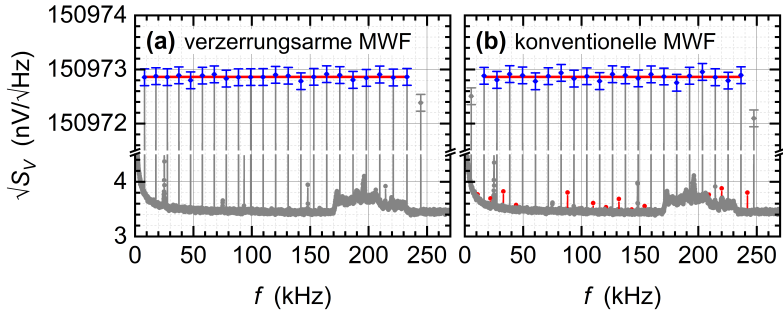 150974
150973
150972
4
3
√S_V (nV/√Hz)
(a) verzerrungsarme MWF
(b) konventionelle MWF
0 50 100 150 200 250
0 50 100 150 200 250
f (kHz)
f (kHz)